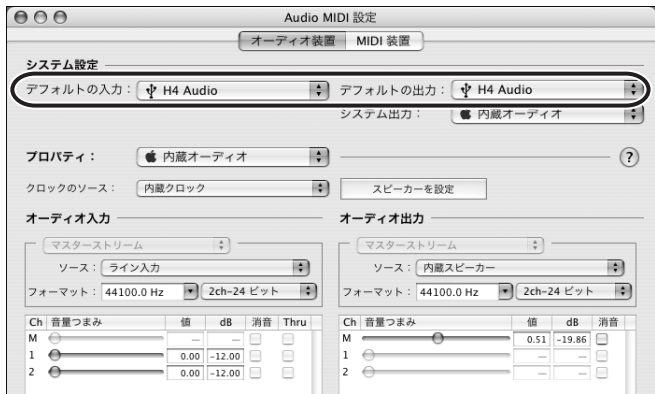 Audio MIDI 設定
オーディオ装置 MIDI 装置
システム設定
デフォルトの入力： H4 Audio デフォルトの出力： H4 Audio
システム出力： 内蔵オーディオ
プロパティ： 内蔵オーディオ ?
クロックのソース： 内蔵クロック スピーカーを設定
オーディオ入力 オーディオ出力
マスターストリーム マスターストリーム
ソース： ライン入力 ソース： 内蔵スピーカー
フォーマット： 44100.0 Hz 2ch-24 ビット フォーマット： 44100.0 Hz 2ch-24 ビット
Ch 音量つまみ 値 dB 消音 Thru Ch 音量つまみ 値 dB 消音
M — — M 0.51 -19.86
1 0.00 -12.00 1 — —
2 0.00 -12.00 2 — —